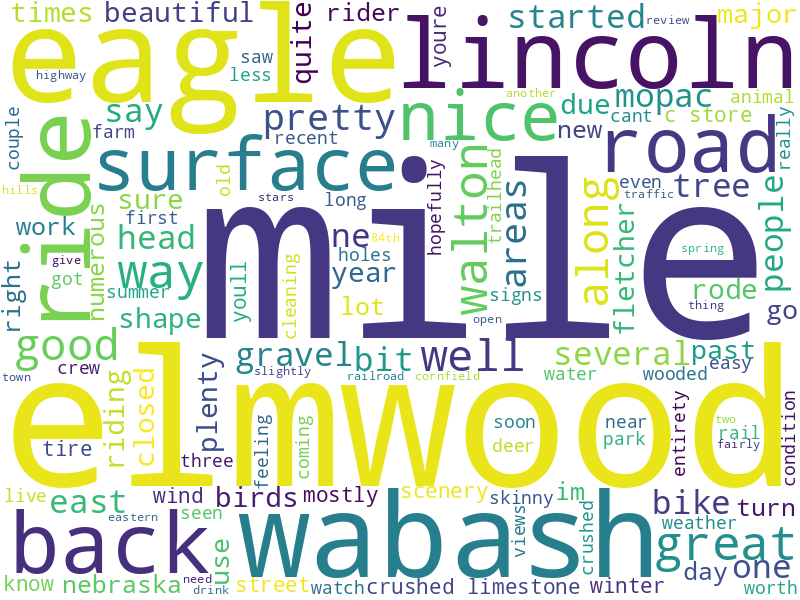 times beautiful rider started major
review
eagle lincoln
quite youre
highway saw less
couple farm say pretty recent nice due mopac animal
another
new cant c store really
ride surface many road
hills sure old stars long hopefully walton trailhead areas along even traffic tree people
work first numerous
head ne 84th
mile
fletcher spring
right give got way youll cleaning holes year signs rode
summer lot thing go
shape open
good gravel bit well several past
crew slightly wooded easy
town railroad cornfield water
riding closed plenty elmwood two condition
tire feeling coming soon near rail
deer park fairly entirety
three
live east wind birds mostly scenery skinny im bike turn
eastern seen views crushed weather
back wabash great
use day one
know nebraska need street watch crushed limestone winter worth
drink